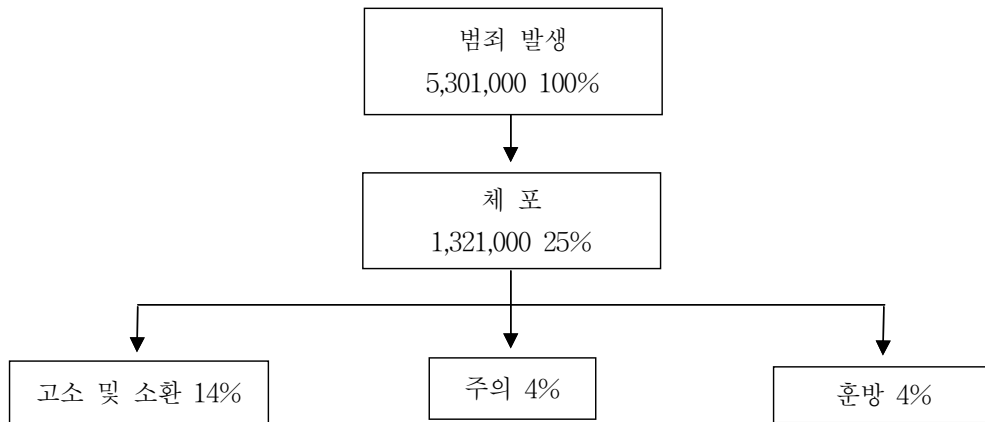 범죄 발생
5,301,000 100%
체 포
1,321,000 25%
고소 및 소환 14%
주의 4%
훈방 4%